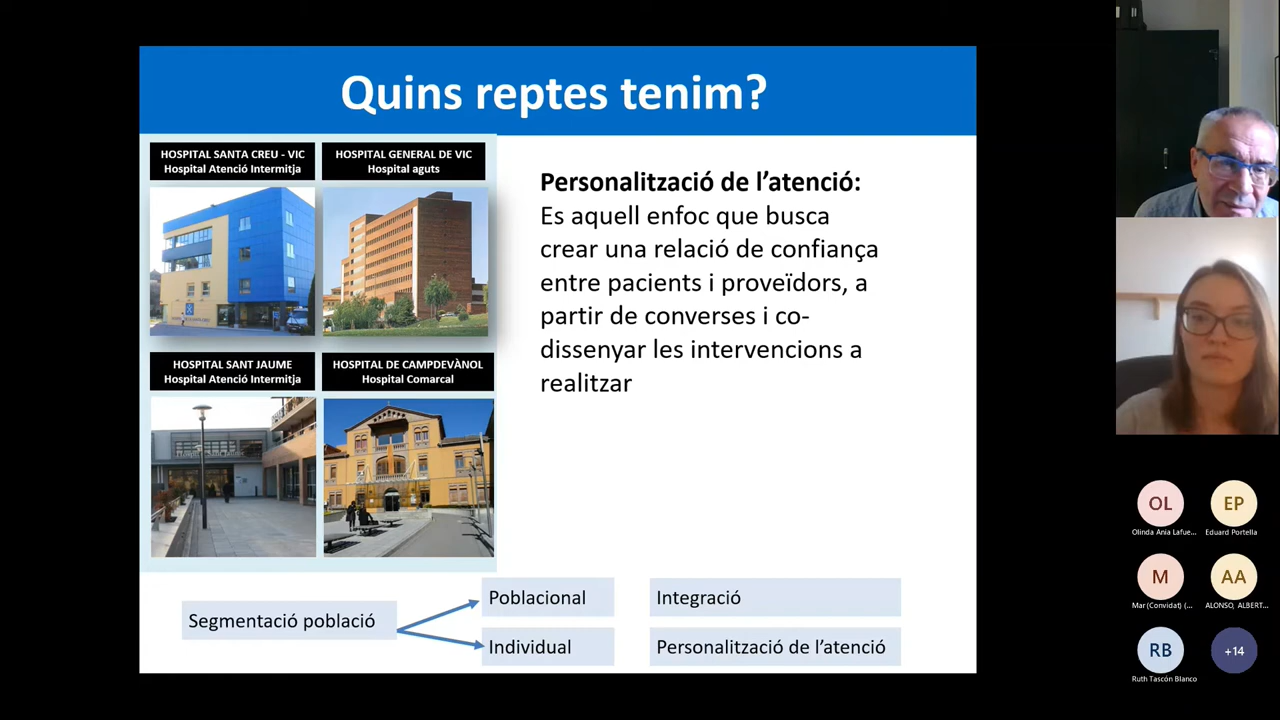 Quins reptes tenim?
HOSPITAL SANTA CREU - VIC
Hospital Atenció Intermitja
HOSPITAL GENERAL DE VIC
Hospital aguts
HOSPITAL SANT JAUME
Hospital Atenció Intermitja
HOSPITAL DE CAMPDEVÀNOL
Hospital Comarcal
Personalització de l’atenció:
Es aquell enfoc que busca
crear una relació de confiança
entre pacients i proveïdors, a
partir de converses i co-
dissenyar les intervencions a
realitzar
Segmentació població
Poblacional
Integració
Individual
Personalització de l’atenció
OL
Olinda Ania Lafue...
EP
Eduard Portella
M
Mar (Convidat) (...
AA
ALONSO, ALBERT...
RB
Ruth Tascón Blanco
+14